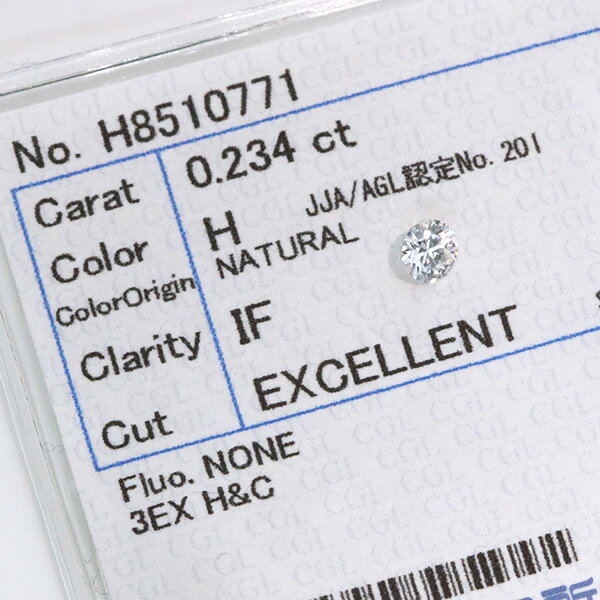 No. H8510771
Carat 0.234 ct
JJA/AGL認定No. 201
Color H
ColorOrigin NATURAL
Clarity IF
Cut EXCELLENT
Fluo. NONE
3EX H&C